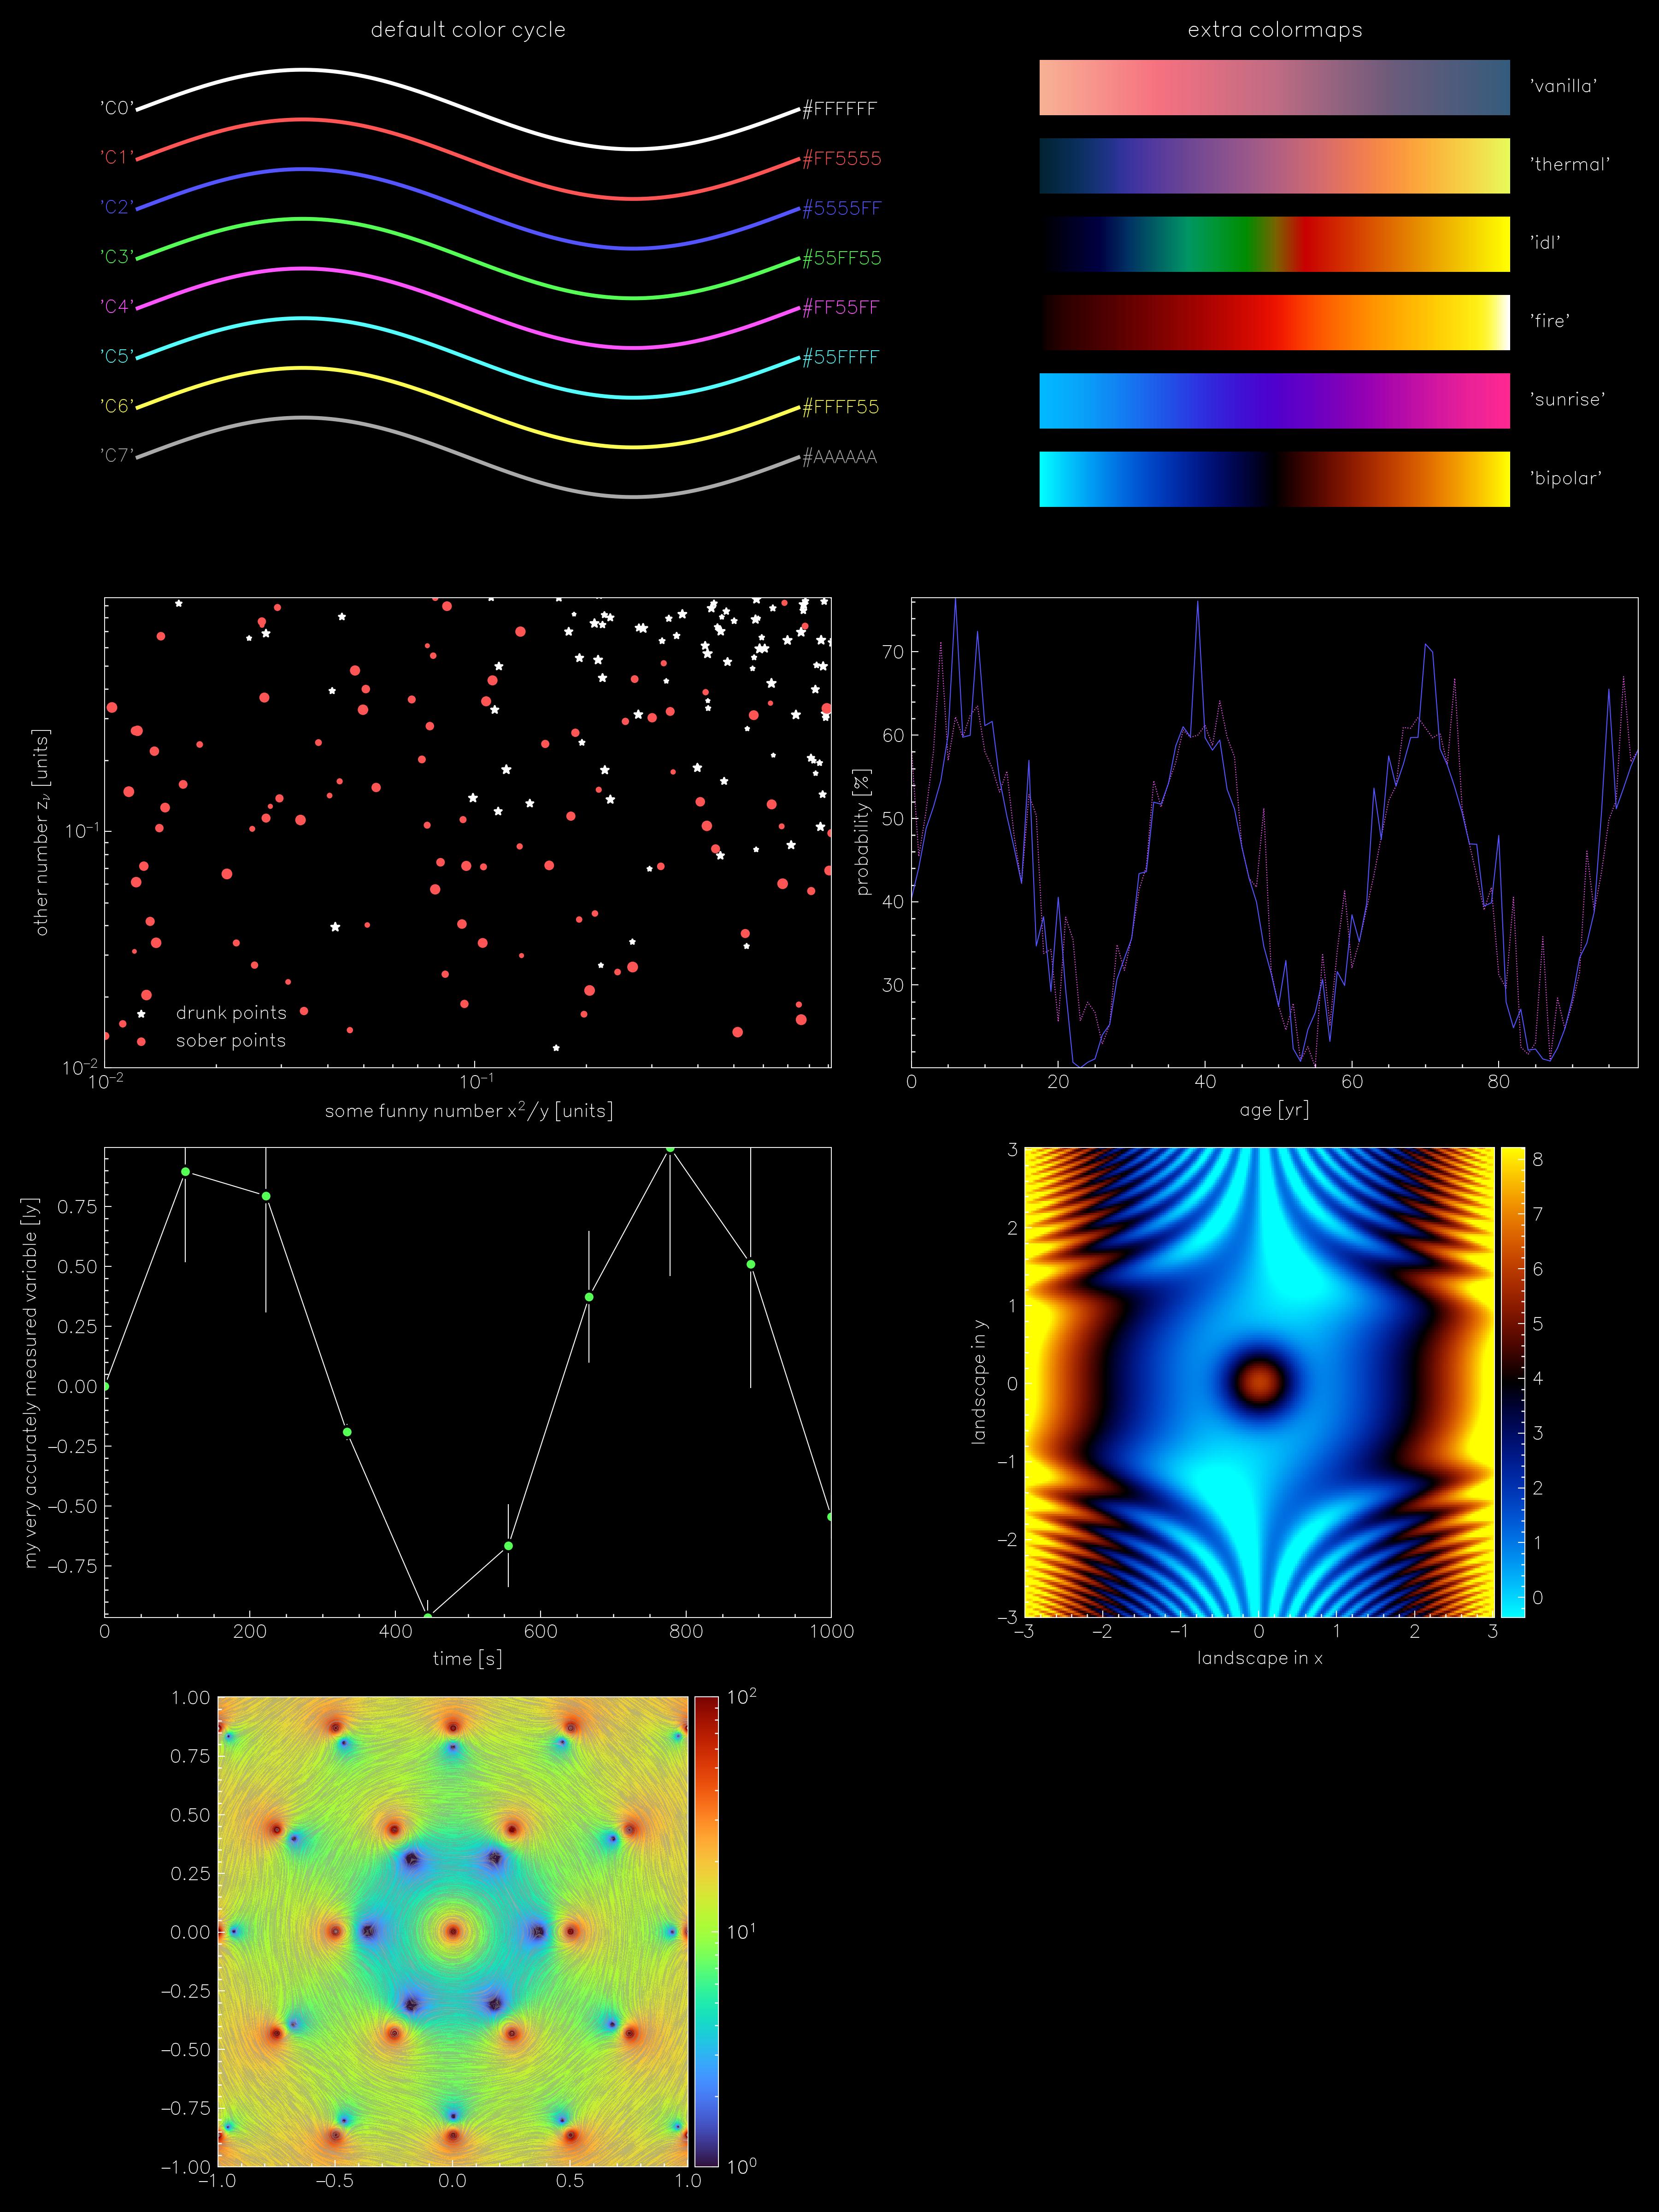 default color cycle
'C0' #FFFFFF
'C1' #FF5555
'C2' #5555FF
'C3' #55FF55
'C4' #FF55FF
'C5' #55FFFF
'C6' #FFFF55
'C7' #AAAAAA
extra colormaps
'vanilla'
'thermal'
'idl'
'fire'
'sunrise'
'bipolar'
other number zᵥ [units]
10⁻¹
10⁻²
drunk points
sober points
10⁻² 10⁻¹
some funny number x²/y [units]
probability [%]
70
60
50
40
30
0 20 40 60 80
age [yr]
my very accurately measured variable [ly]
0.75
0.50
0.25
0.00
−0.25
−0.50
−0.75
0 200 400 600 800 1000
time [s]
landscape in y
3
2
1
0
−1
−2
−3
−3 −2 −1 0 1 2 3
landscape in x
8
7
6
5
4
3
2
1
0
1.00
0.75
0.50
0.25
0.00
−0.25
−0.50
−0.75
−1.00
−1.0 −0.5 0.0 0.5 1.0
10²
10¹
10⁰